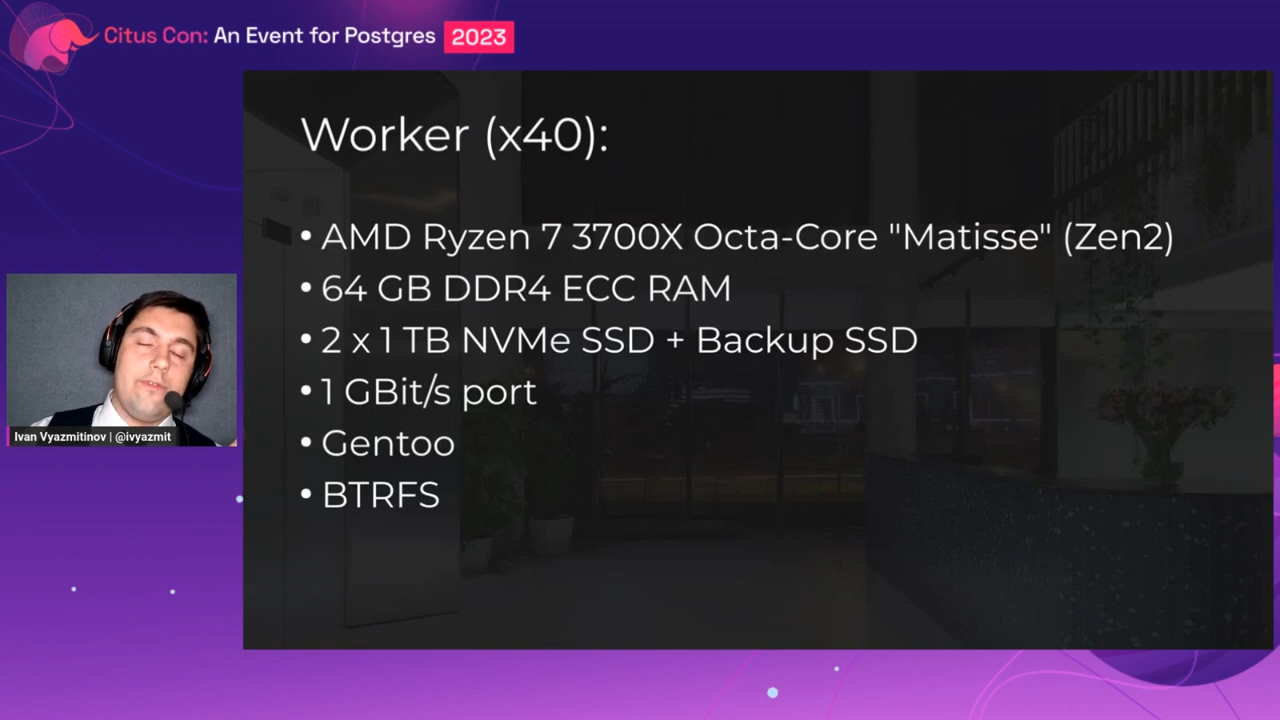 Citus Con: An Event for Postgres 2023
Worker (x40):
• AMD Ryzen 7 3700X Octa-Core "Matisse" (Zen2)
• 64 GB DDR4 ECC RAM
• 2 x 1 TB NVMe SSD + Backup SSD
• 1 GBit/s port
• Gentoo
• BTRFS
Ivan Vyazmitinov | @ivyazmit